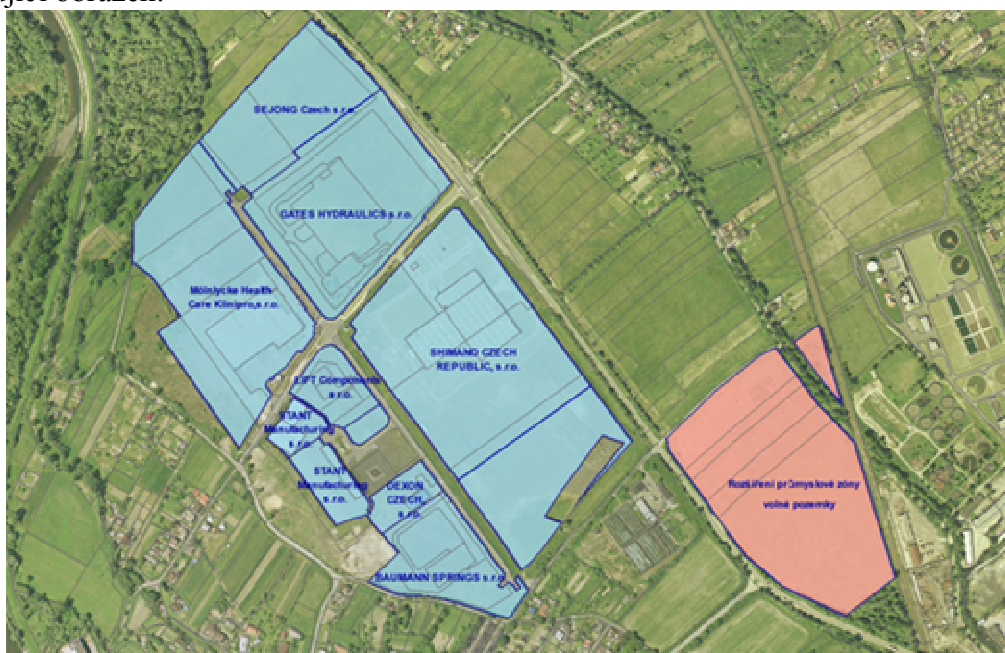 SEJONG Czech s.r.o.
GATES HYDRAULICS s.r.o.
Mölnlycke Health-
Care Klinipro,s.r.o.
SHIMANO CZECH
REPUBLIC, s.r.o.
LIFT Components
s.r.o.
STANT
Manufacturing
s.r.o.
STANT
Manufacturing
s.r.o.
DEXON
CZECH,
s.r.o.
BAUMANN SPRINGS s.r.o.
Rozšíření průmyslové zóny
volné pozemky